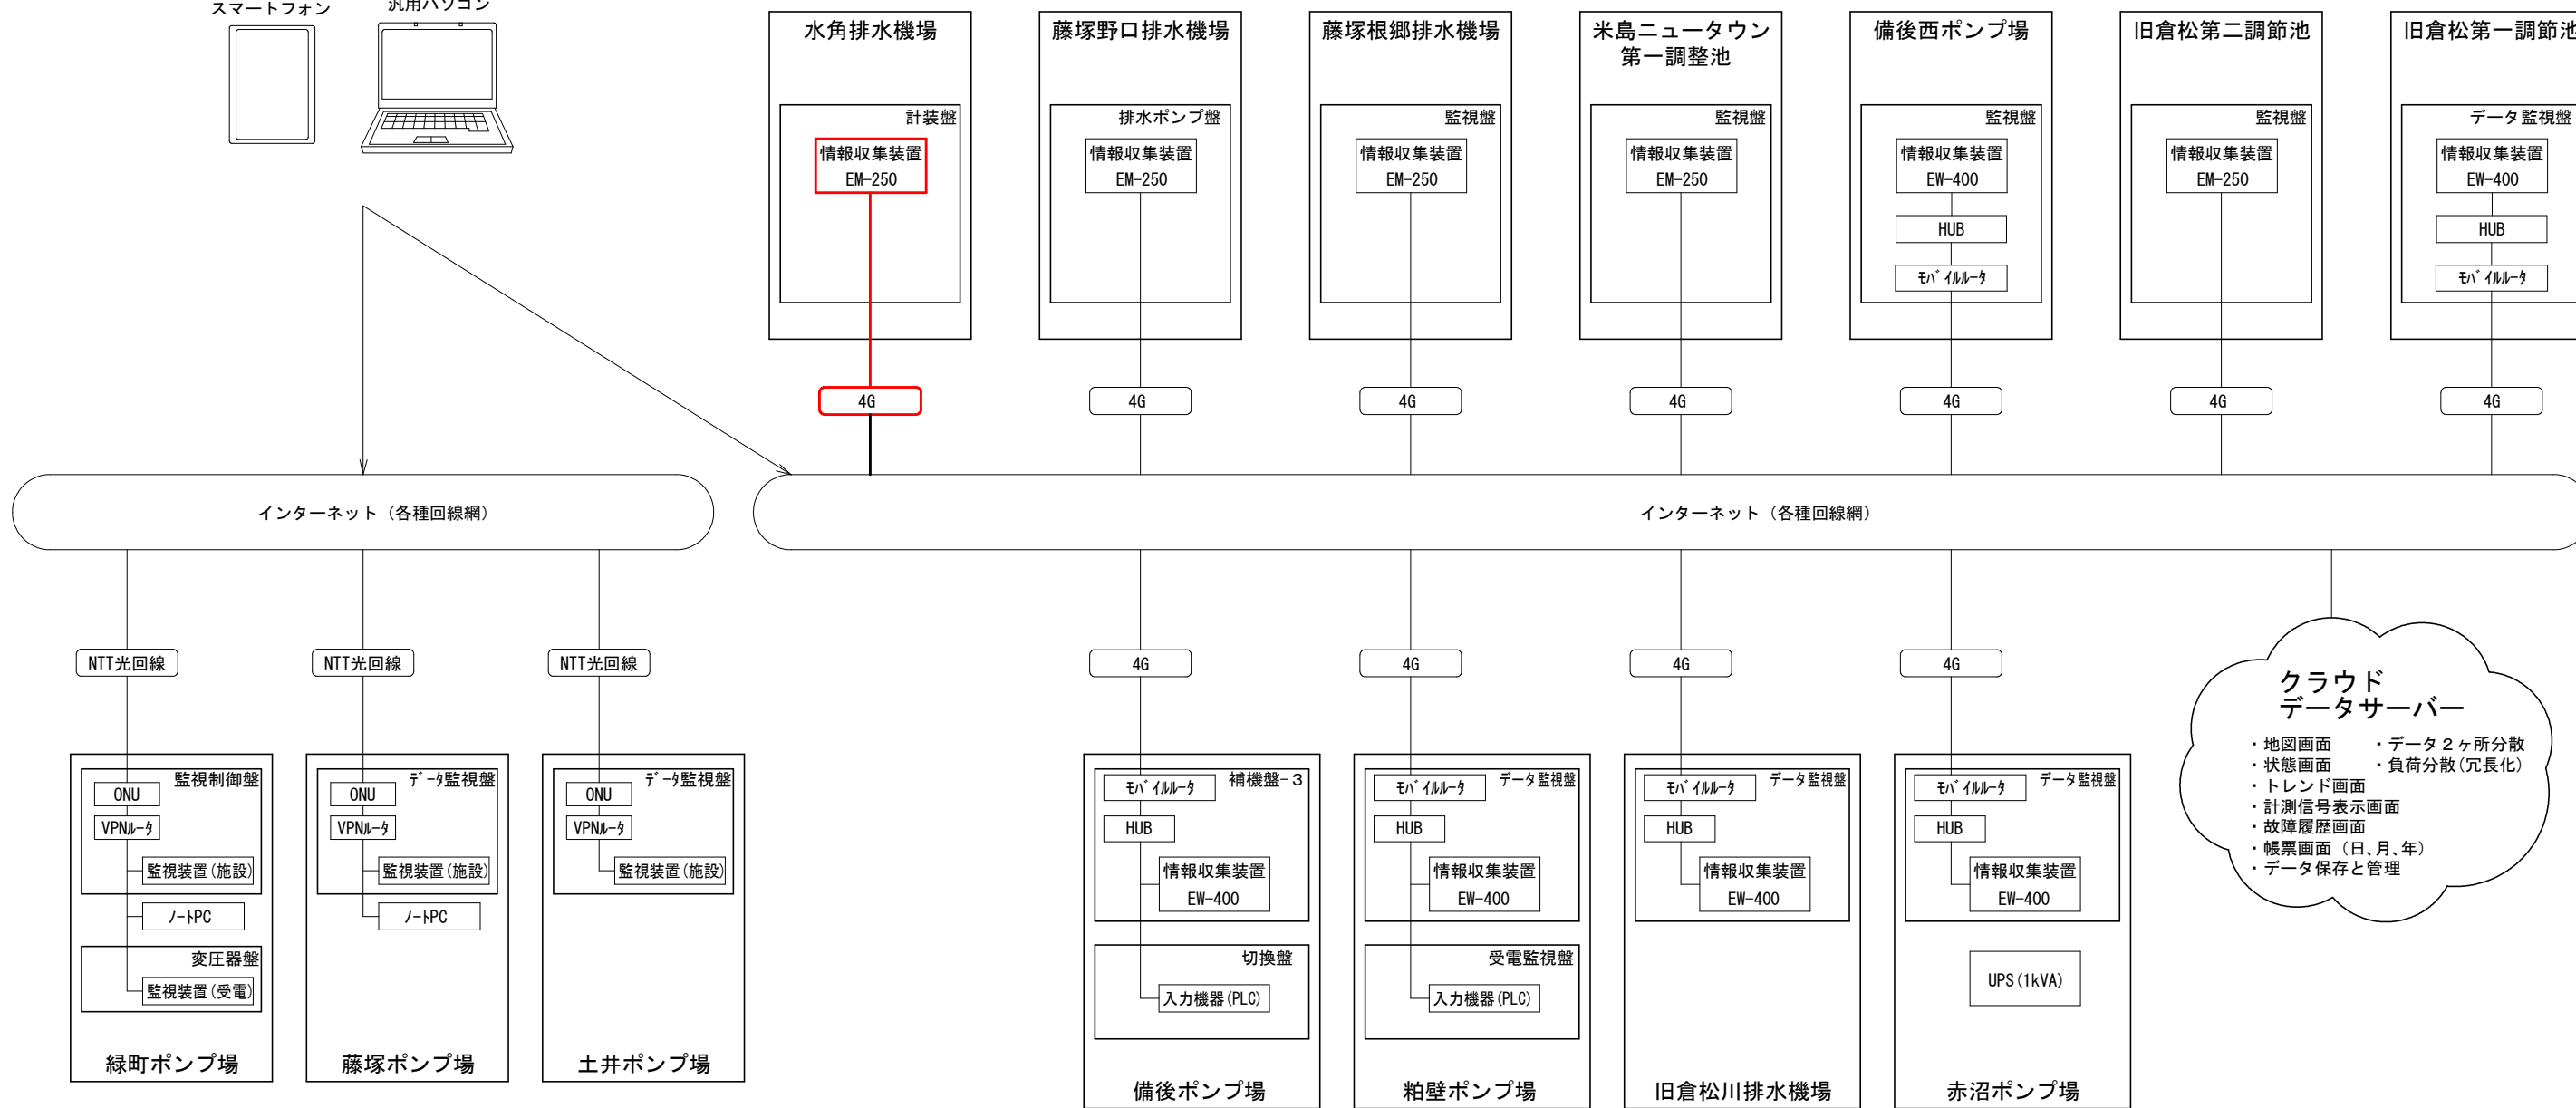 スマートフォン
汎用パソコン
水角排水機場
計装盤
情報収集装置
EM-250
4G
藤塚野口排水機場
排水ポンプ盤
情報収集装置
EM-250
4G
藤塚根郷排水機場
監視盤
情報収集装置
EM-250
4G
米島ニュータウン
第一調整池
監視盤
情報収集装置
EM-250
4G
備後西ポンプ場
監視盤
情報収集装置
EW-400
HUB
ﾓﾊﾞｲﾙﾙｰﾀ
4G
旧倉松第二調節池
監視盤
情報収集装置
EM-250
4G
旧倉松第一調節池
データ監視盤
情報収集装置
EW-400
HUB
ﾓﾊﾞｲﾙﾙｰﾀ
4G
インターネット（各種回線網）
インターネット（各種回線網）
NTT光回線
監視制御盤
ONU
VPNﾙｰﾀ
監視装置(施設)
ﾉｰﾄPC
変圧器盤
監視装置(受電)
緑町ポンプ場
NTT光回線
ﾃﾞｰﾀ監視盤
ONU
VPNﾙｰﾀ
監視装置(施設)
ﾉｰﾄPC
藤塚ポンプ場
NTT光回線
ﾃﾞｰﾀ監視盤
ONU
VPNﾙｰﾀ
監視装置(施設)
土井ポンプ場
4G
補機盤-3
ﾓﾊﾞｲﾙﾙｰﾀ
HUB
情報収集装置
EW-400
切換盤
入力機器(PLC)
備後ポンプ場
4G
データ監視盤
ﾓﾊﾞｲﾙﾙｰﾀ
HUB
情報収集装置
EW-400
受電監視盤
入力機器(PLC)
粕壁ポンプ場
4G
データ監視盤
ﾓﾊﾞｲﾙﾙｰﾀ
HUB
情報収集装置
EW-400
旧倉松川排水機場
4G
データ監視盤
ﾓﾊﾞｲﾙﾙｰﾀ
HUB
情報収集装置
EW-400
UPS(1kVA)
赤沼ポンプ場
クラウド
データサーバー
・地図画面　・データ２ヶ所分散
・状態画面　・負荷分散(冗長化)
・トレンド画面
・計測信号表示画面
・故障履歴画面
・帳票画面（日、月、年）
・データ保存と管理